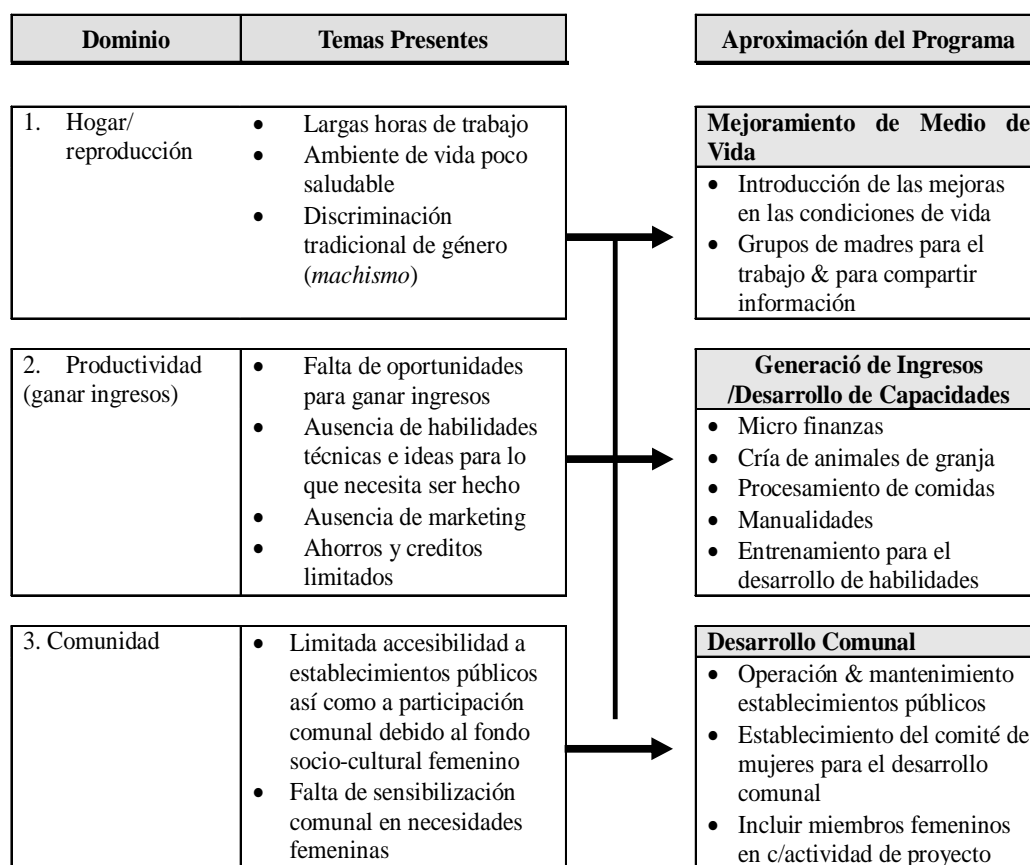 Dominio
Temas Presentes
Aproximación del Programa
1. Hogar/
reproducción
• Largas horas de trabajo
• Ambiente de vida poco
saludable
• Discriminación
tradicional de género
(machismo)
Mejoramiento de Medio de
Vida
• Introducción de las mejoras
en las condiciones de vida
• Grupos de madres para el
trabajo & para compartir
información
2. Productividad
(ganar ingresos)
• Falta de oportunidades
para ganar ingresos
• Ausencia de habilidades
técnicas e ideas para lo
que necesita ser hecho
• Ausencia de marketing
• Ahorros y creditos
limitados
Generació de Ingresos
/Desarrollo de Capacidades
• Micro finanzas
• Cría de animales de granja
• Procesamiento de comidas
• Manualidades
• Entrenamiento para el
desarrollo de habilidades
3. Comunidad
• Limitada accesibilidad a
establecimientos públicos
así como a participación
comunal debido al fondo
socio-cultural femenino
• Falta de sensibilización
comunal en necesidades
femeninas
Desarrollo Comunal
• Operación & mantenimiento
establecimientos públicos
• Establecimiento del comité de
mujeres para el desarrollo
comunal
• Incluir miembros femeninos
en c/actividad de proyecto